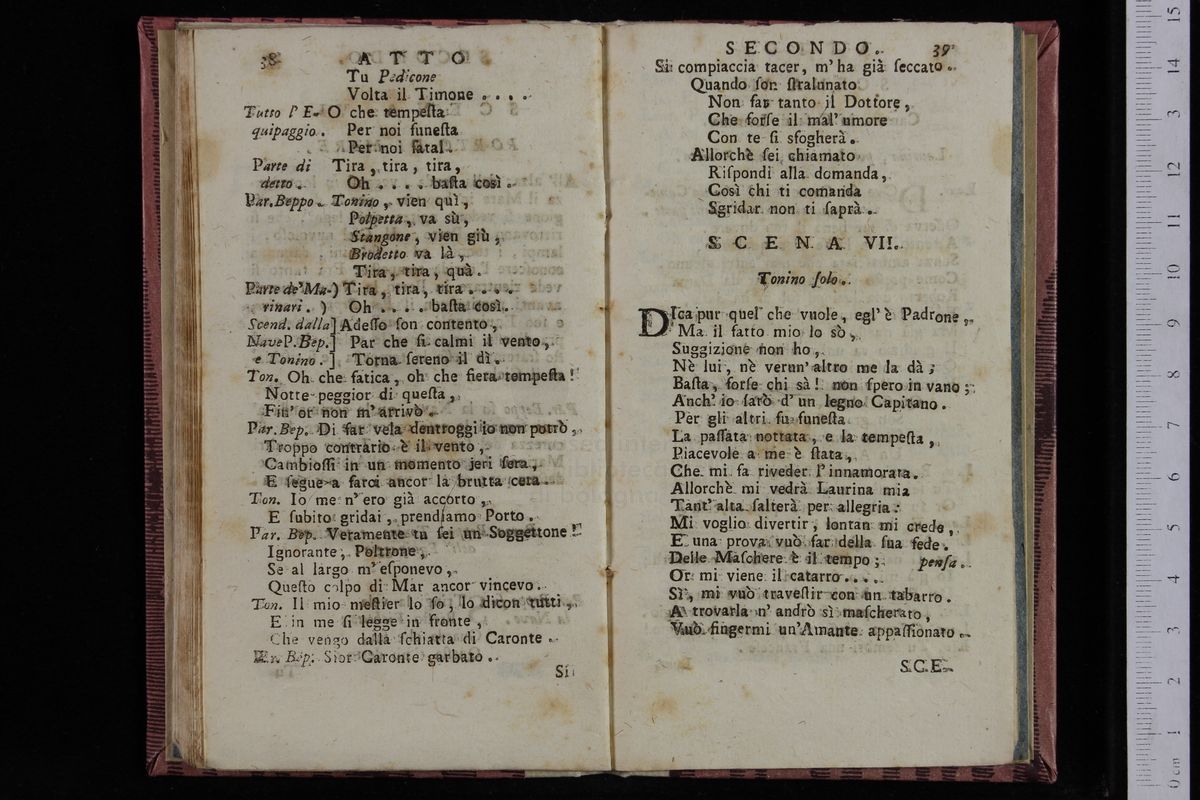 38 ATTO
Tu Pedicone
Volta il Timone . . . .
Tutto l' E- O che tempeſta
quipaggio. Per noi funeſta
Per noi fatal.
Parte di Tira, tira, tira,
detto. Oh . . . . baſta così.
Par.Beppo. Tonino, vien quì,
Polpetta, va sù,
Stangone, vien giù,
Brodetto va là,
Tira, tira, quà.
Parte de' Ma-) Tira, tira, tira . . . .
rinari. ) Oh . . . . baſta così.
Scend. dalla] Adeſſo ſon contento,
Nave P. Bep.] Par che ſi calmi il vento,
e Tonino.] Torna ſereno il dì.
Ton. Oh che fatica, oh che fiera tempeſta!
Notte peggior di queſta,
Fin' or non m'arrivò.
Par. Bep. Di far vela dentroggi io non potrò,
Troppo contrario è il vento,
Cambioſſi in un momento jeri ſera,
E ſegue a farci ancor la brutta cera.
Ton. Io me n'ero già accorto,
E ſubito gridai, prendiamo Porto.
Par. Bep. Veramente tu ſei un Soggettone!
Ignorante, Poltrone,
Se al largo m'eſponevo,
Queſto colpo di Mar ancor vincevo.
Ton. Il mio meſtier lo ſo, lo dicon tutti,
E in me ſi legge in fronte,
Che vengo dalla ſchiatta di Caronte.
Par. Bep. Sior Caronte garbato.
Si
SECONDO. 39
Si compiaccia tacer, m'ha già ſeccato.
Quando ſon ſtralunato
Non far tanto il Dottore,
Che forſe il mal' umore
Con te ſi sfogherà.
Allorchè ſei chiamato
Riſpondi alla domanda,
Così chi ti comanda
Sgridar non ti ſaprà.
SCENA VII.
Tonino ſolo.
DIca pur quel che vuole, egl' è Padrone,
Ma il fatto mio lo sò,
Suggizione non ho,
Nè lui, nè verun' altro me la dà;
Baſta, forſe chi sà! non ſpero in vano;
Anch' io ſarò d' un legno Capitano.
Per gli altri fu funeſta
La paſſata nottata, e la tempeſta,
Piacevole a me è ſtata,
Che mi fa riveder l'innamorata.
Allorchè mi vedrà Laurina mia
Tant' alta ſalterà per allegria:
Mi voglio divertir, lontan mi crede,
E una prova vuò far della ſua fede.
Delle Maſchere è il tempo; penſa.
Or mi viene il catarro . . . .
Sì, mi vuò traveſtir con un tabarro.
A trovarla n' andrò sì maſcherato,
Vuò fingermi un'Amante appaſſionato.
SCE-